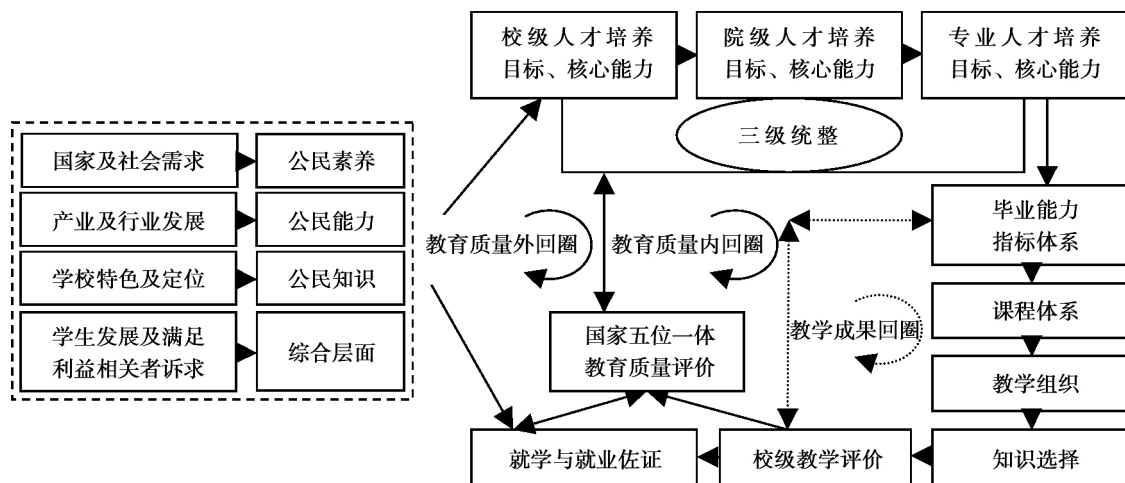 校级人才培养
目标、核心能力
院级人才培养
目标、核心能力
专业人才培养
目标、核心能力
三级统整
国家及社会需求
公民素养
产业及行业发展
公民能力
学校特色及定位
公民知识
学生发展及满足
利益相关者诉求
综合层面
教育质量外回圈
教育质量内回圈
毕业能力
指标体系
课程体系
教学成果回圈
国家五位一体
教育质量评价
教学组织
就学与就业佐证
校级教学评价
知识选择